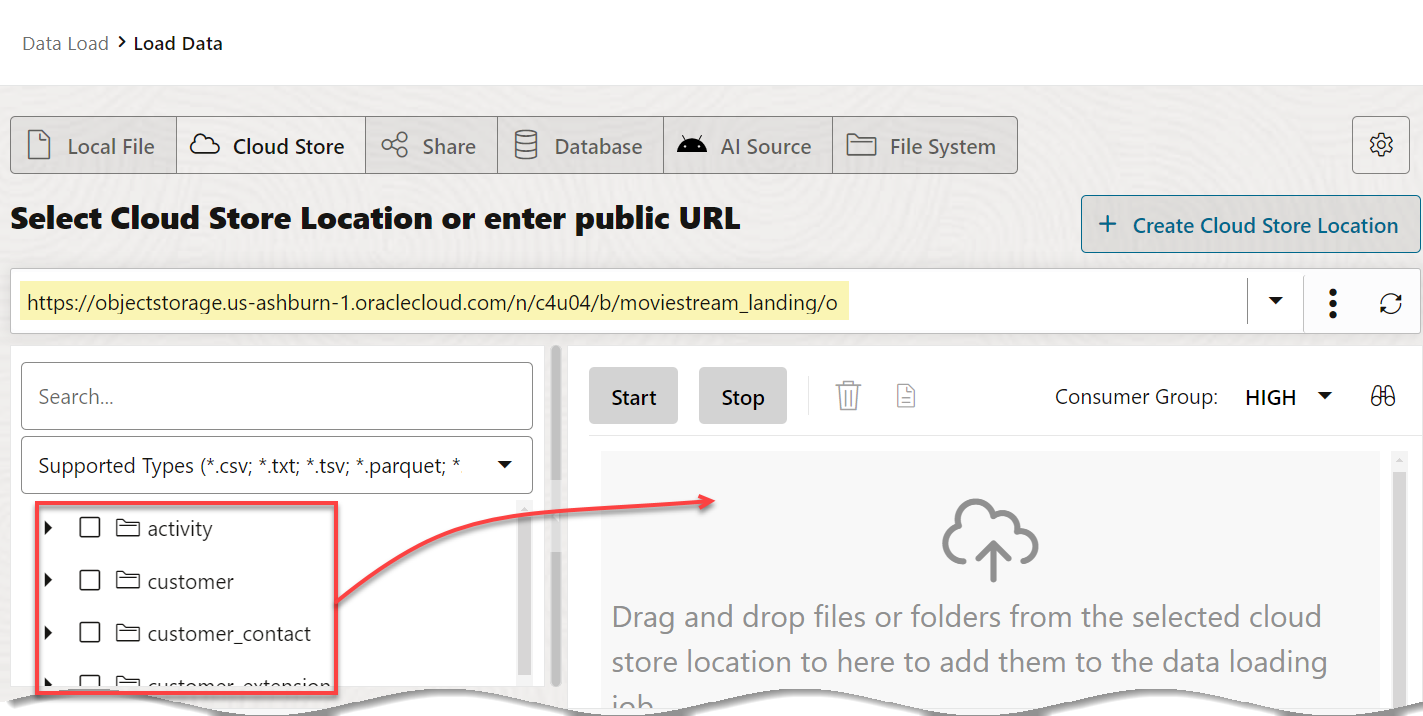 Data Load > Load Data
Local File
Cloud Store
Share
Database
AI Source
File System
Select Cloud Store Location or enter public URL
+ Create Cloud Store Location
https://objectstorage.us-ashburn-1.oraclecloud.com/n/c4u04/b/moviestream_landing/o
Search...
Supported Types (*.csv; *.txt; *.tsv; *.parquet; *.
activity
customer
customer_contact
customer_extension
Start
Stop
Consumer Group: HIGH
Drag and drop files or folders from the selected cloud
store location to here to add them to the data loading
job